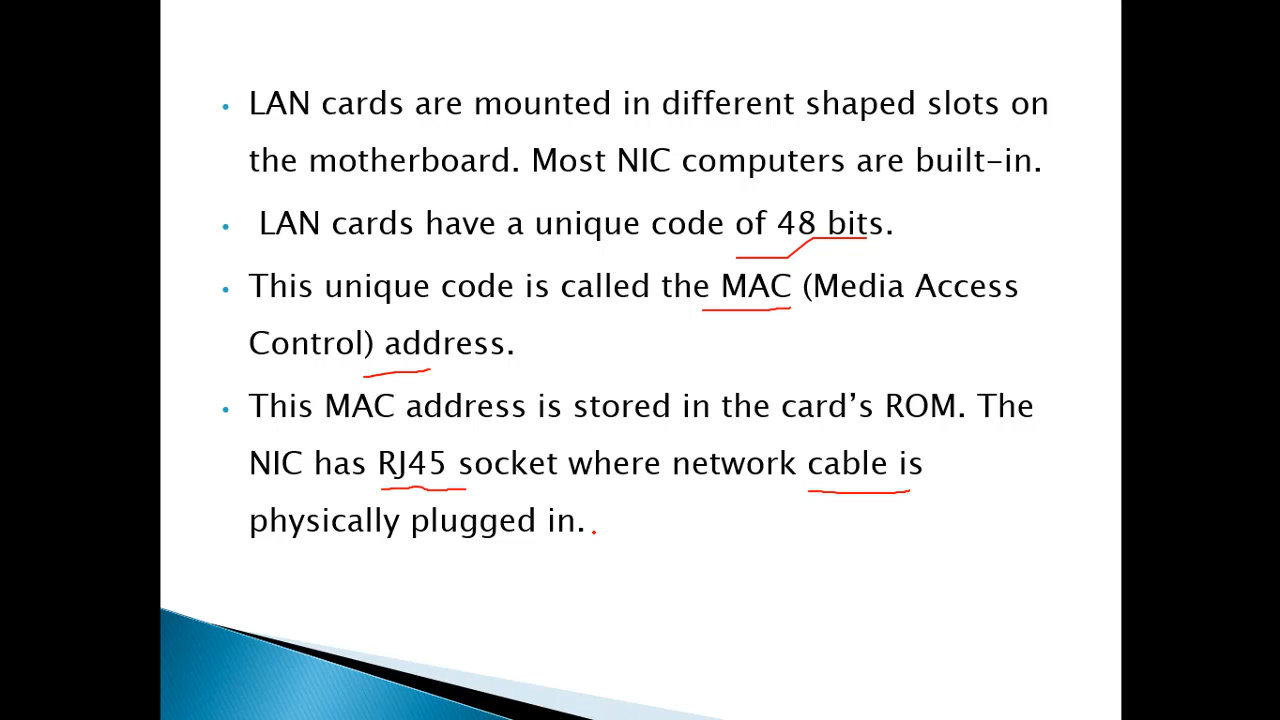 • LAN cards are mounted in different shaped slots on
the motherboard. Most NIC computers are built-in.
• LAN cards have a unique code of 48 bits.
• This unique code is called the MAC (Media Access
Control) address.
• This MAC address is stored in the card’s ROM. The
NIC has RJ45 socket where network cable is
physically plugged in.